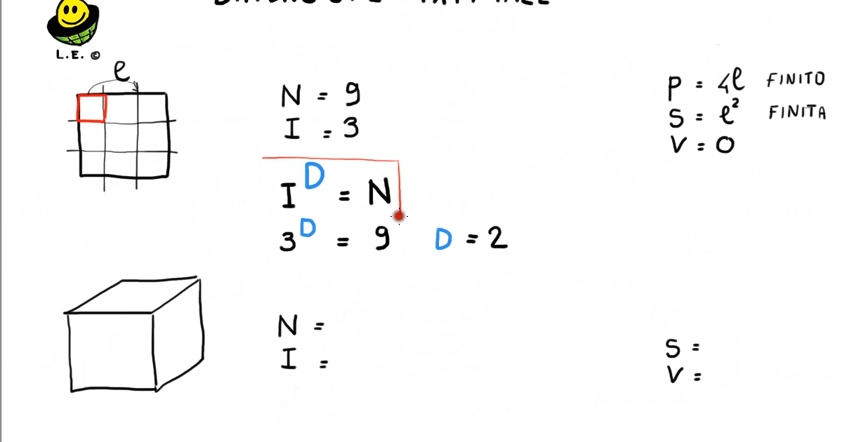 L.E. ©
l
N = 9
I = 3
I^D = N
3^D = 9 D = 2
P = 4l FINITO
S = l² FINITA
V = 0
N =
I =
S =
V =